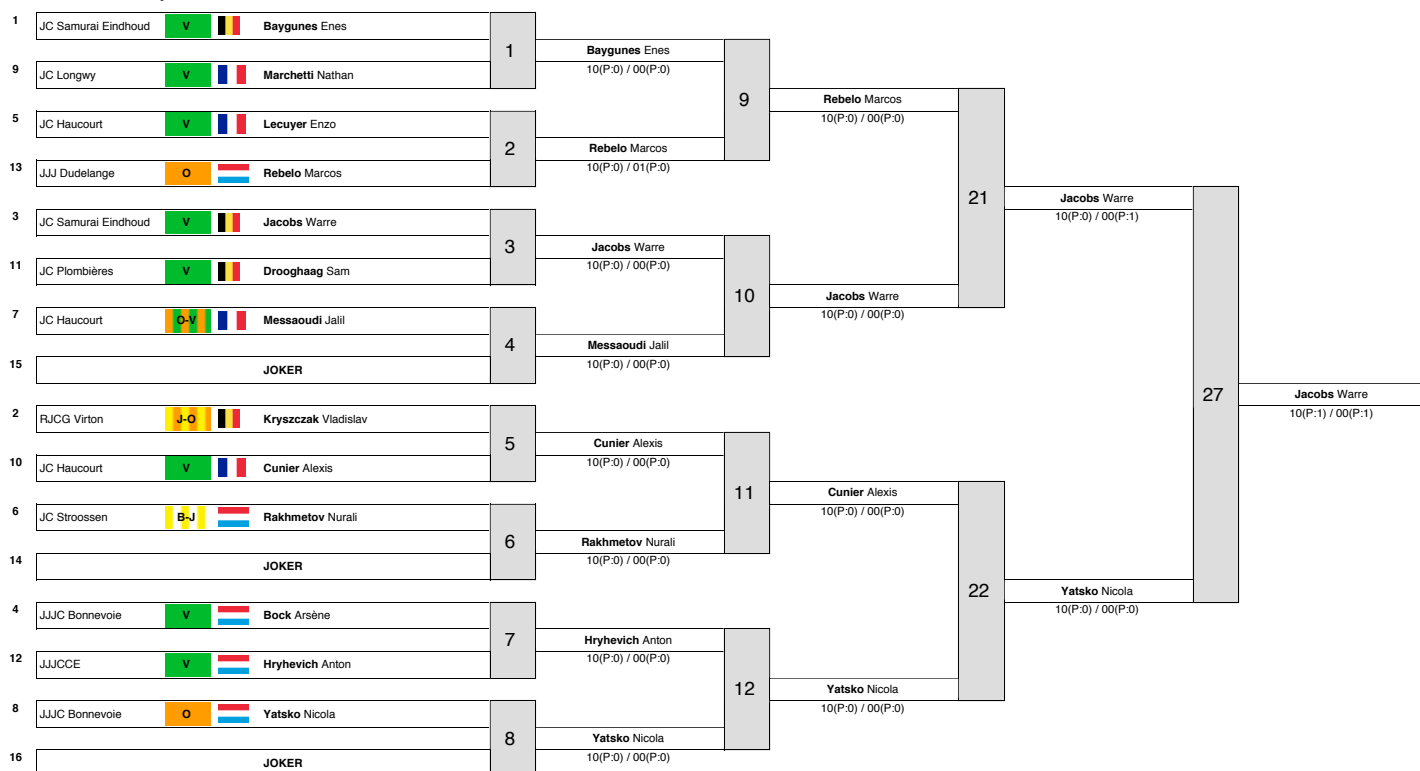 1 JC Samurai Eindhoud V Baygunes Enes
1
Baygunes Enes
10(P:0) / 00(P:0)
9 JC Longwy V Marchetti Nathan
9
Rebelo Marcos
10(P:0) / 00(P:0)
5 JC Haucourt V Lecuyer Enzo
2
Rebelo Marcos
10(P:0) / 01(P:0)
13 JJJ Dudelange O Rebelo Marcos
21
Jacobs Warre
10(P:0) / 00(P:1)
3 JC Samurai Eindhoud V Jacobs Warre
3
Jacobs Warre
10(P:0) / 00(P:0)
11 JC Plombières V Drooghaag Sam
10
Jacobs Warre
10(P:0) / 00(P:0)
7 JC Haucourt O-V Messaoudi Jalil
4
Messaoudi Jalil
10(P:0) / 00(P:0)
15 JOKER
27
Jacobs Warre
10(P:1) / 00(P:1)
2 RJCG Virton J-O Kryszczak Vladislav
5
Cunier Alexis
10(P:0) / 00(P:0)
10 JC Haucourt V Cunier Alexis
11
Cunier Alexis
10(P:0) / 00(P:0)
6 JC Stroossen B-J Rakhmetov Nurali
6
Rakhmetov Nurali
10(P:0) / 00(P:0)
14 JOKER
22
Yatsko Nicola
10(P:0) / 00(P:0)
4 JJJC Bonnevoie V Bock Arsène
7
Hryhevich Anton
10(P:0) / 00(P:0)
12 JJJCCE V Hryhevich Anton
12
Yatsko Nicola
10(P:0) / 00(P:0)
8 JJJC Bonnevoie O Yatsko Nicola
8
Yatsko Nicola
10(P:0) / 00(P:0)
16 JOKER